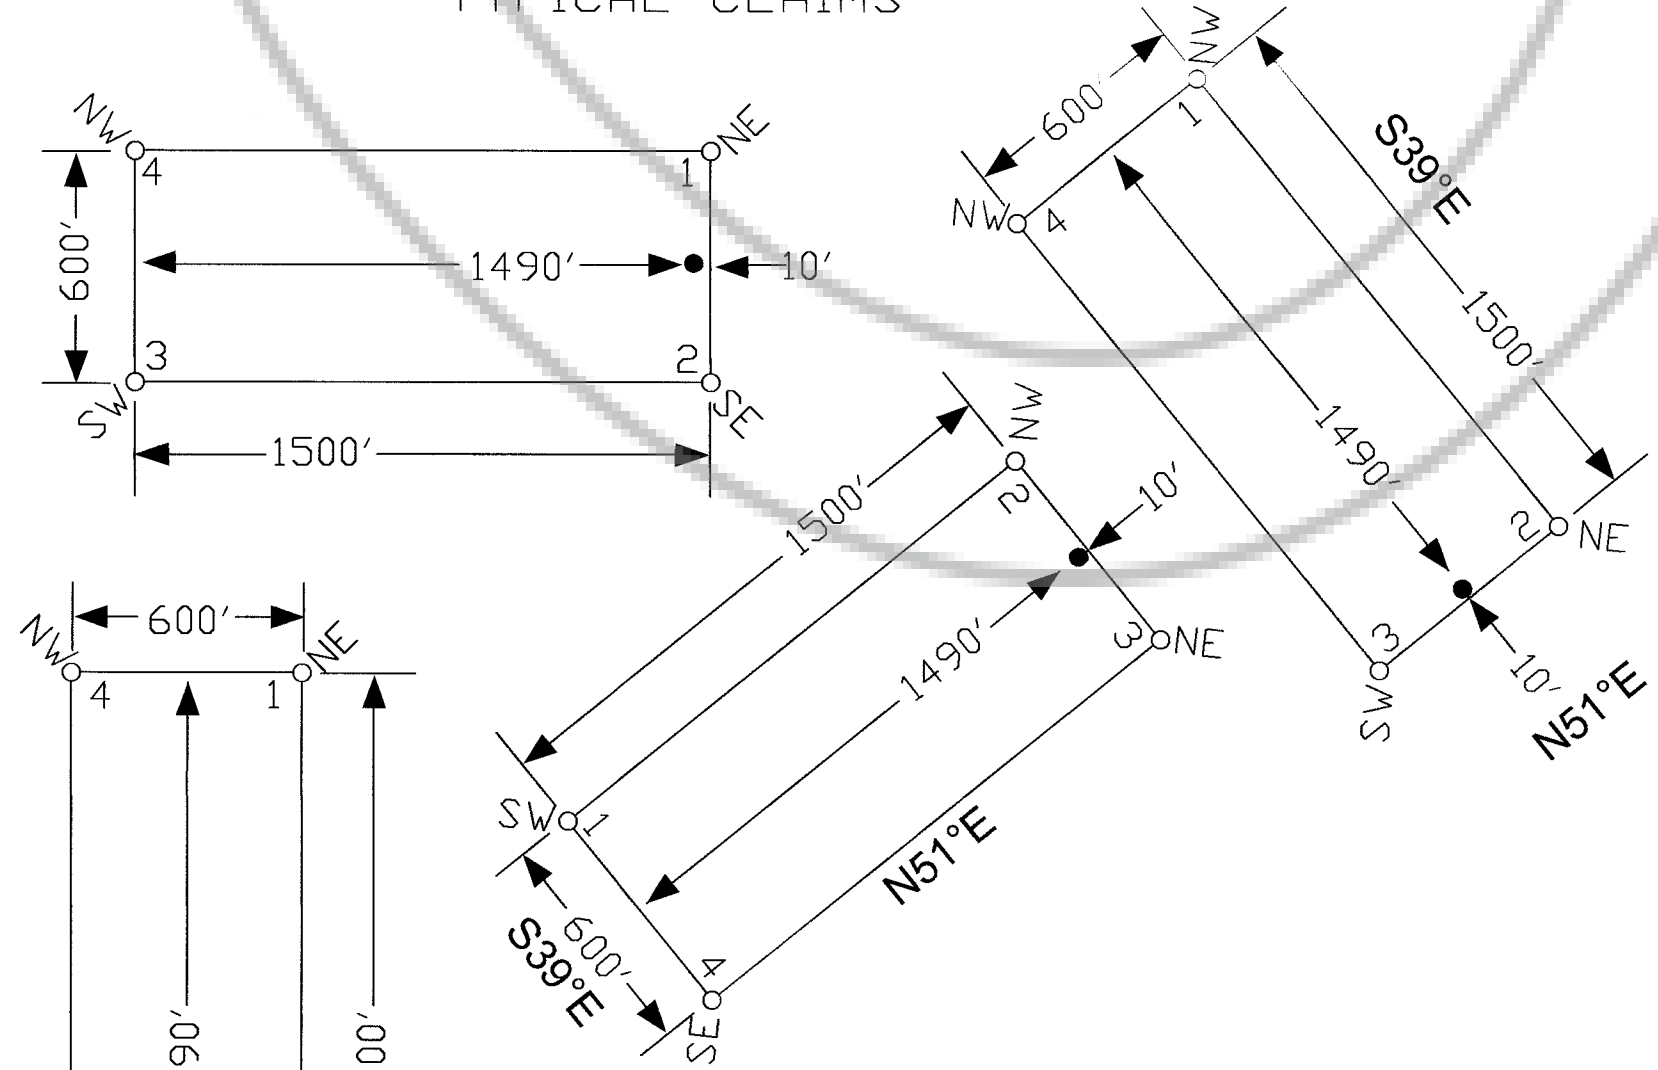 TYPICAL CLAIMS
NW
NE
4
1
600'
1490'
10'
3
2
SW
SE
1500'
NW
600'
1
S39°E
NW
4
1500'
1490'
2
NE
3
SW
10'
N51°E
NW
2
10'
1500'
1490'
3
NE
SW
1
N51°E
600'
S39°E
4
SE
600'
NW
NE
4
1
90'
00'